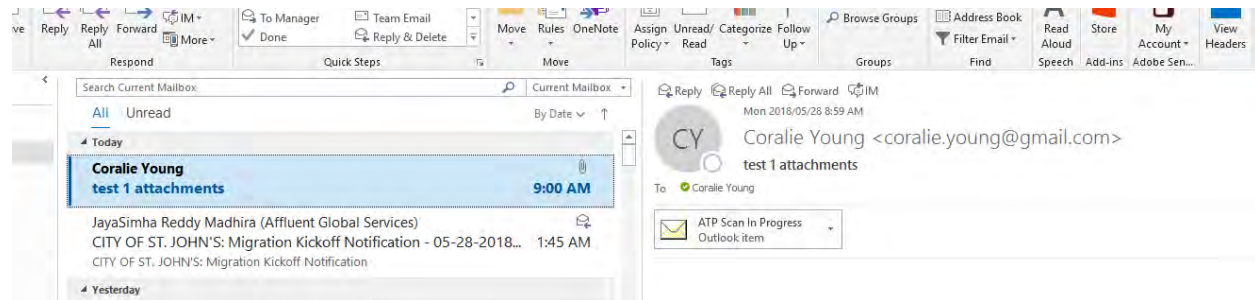 ve Reply Reply All Forward IM More
Respond
To Manager Team Email
Done Reply & Delete
Quick Steps
Move Rules OneNote
Move
Assign Policy Unread/ Read Categorize Follow Up
Tags
Browse Groups
Groups
Address Book
Filter Email
Find
Read Aloud
Speech
Store
Add-ins
My Account
Adobe Sen...
View Headers
Search Current Mailbox Current Mailbox
All Unread By Date
Today
Coralie Young
test 1 attachments 9:00 AM
JayaSimha Reddy Madhira (Affluent Global Services)
CITY OF ST. JOHN'S: Migration Kickoff Notification - 05-28-2018... 1:45 AM
CITY OF ST. JOHN'S: Migration Kickoff Notification
Yesterday
Reply Reply All Forward IM
Mon 2018/05/28 8:59 AM
CY
Coralie Young <coralie.young@gmail.com>
test 1 attachments
To Coralie Young
ATP Scan In Progress
Outlook item